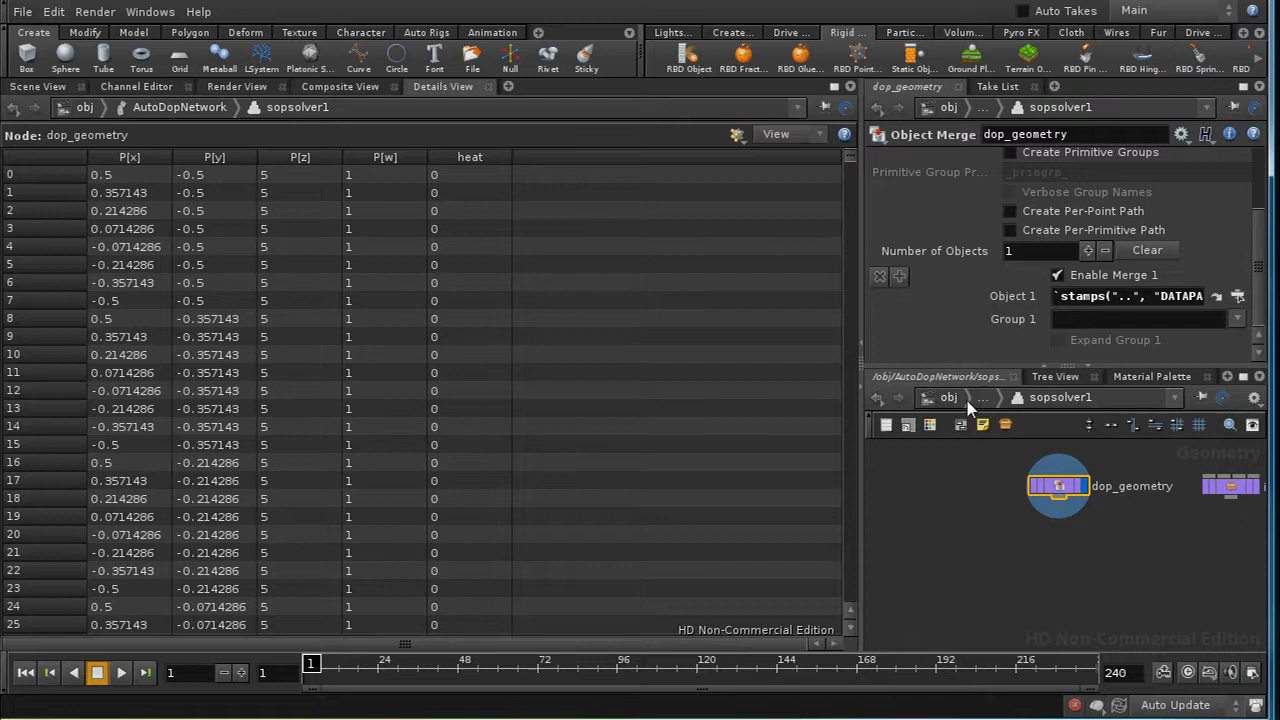 File Edit Render Windows Help Auto Takes Main
Create Modify Model Polygon Deform Texture Character Auto Rigs Animation Lights... Create... Drive ... Rigid ... Partic... Volum... Pyro FX Cloth Wires Fur Drive ...
Box Sphere Tube Torus Grid Metaball LSystem Platonic S... Curve Circle Font File Null Rivet Sticky RBD Object RBD Fract... RBD Glue... RBD Point... Static Obj... Ground Pl... Terrain O... RBD Pin ... RBD Hing... RBD Sprin... RBD
Scene View Channel Editor Render View Composite View Details View dop_geometry Take List
obj AutoDopNetwork sopsolver1 obj ... sopsolver1
Node: dop_geometry View Object Merge dop_geometry
P[x] P[y] P[z] P[w] heat
0 0.5 -0.5 5 1 0
1 0.357143 -0.5 5 1 0
2 0.214286 -0.5 5 1 0
3 0.0714286 -0.5 5 1 0
4 -0.0714286 -0.5 5 1 0
5 -0.214286 -0.5 5 1 0
6 -0.357143 -0.5 5 1 0
7 -0.5 -0.5 5 1 0
8 0.5 -0.357143 5 1 0
9 0.357143 -0.357143 5 1 0
10 0.214286 -0.357143 5 1 0
11 0.0714286 -0.357143 5 1 0
12 -0.0714286 -0.357143 5 1 0
13 -0.214286 -0.357143 5 1 0
14 -0.357143 -0.357143 5 1 0
15 -0.5 -0.357143 5 1 0
16 0.5 -0.214286 5 1 0
17 0.357143 -0.214286 5 1 0
18 0.214286 -0.214286 5 1 0
19 0.0714286 -0.214286 5 1 0
20 -0.0714286 -0.214286 5 1 0
21 -0.214286 -0.214286 5 1 0
22 -0.357143 -0.214286 5 1 0
23 -0.5 -0.214286 5 1 0
24 0.5 -0.0714286 5 1 0
25 0.357143 -0.0714286 5 1 0
HD Non-Commercial Edition
Create Primitive Groups
Primitive Group Pr... _primgrp_
Verbose Group Names
Create Per-Point Path
Create Per-Primitive Path
Number of Objects 1 Clear
Enable Merge 1
Object 1 `stamps("..", "DATAPA
Group 1
Expand Group 1
/obj/AutoDopNetwork/sops... Tree View Material Palette
obj ... sopsolver1
Geometry
dop_geometry i
HD Non-Commercial Edition
1 1 1 24 48 72 96 120 144 168 192 216 240
Auto Update